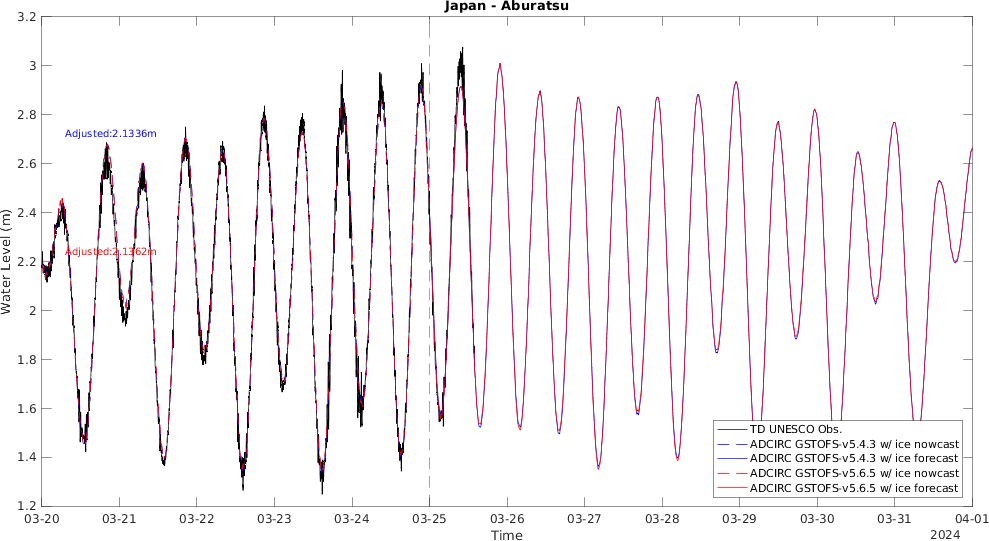 Japan - Aburatsu
3.2
3
2.8
2.6
2.4
2.2
2
1.8
1.6
1.4
1.2
Water Level (m)
Adjusted:2.1336m
Adjusted:2.1362m
TD UNESCO Obs.
ADCIRC GSTOFS-v5.4.3 w/ ice nowcast
ADCIRC GSTOFS-v5.4.3 w/ ice forecast
ADCIRC GSTOFS-v5.6.5 w/ ice nowcast
ADCIRC GSTOFS-v5.6.5 w/ ice forecast
03-20 03-21 03-22 03-23 03-24 03-25 03-26 03-27 03-28 03-29 03-30 03-31 04-01
Time
2024